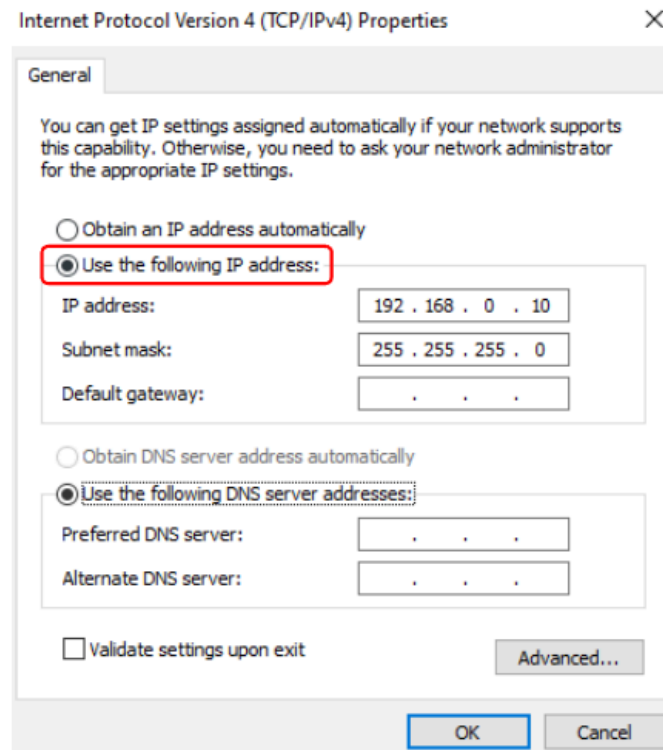 Internet Protocol Version 4 (TCP/IPv4) Properties
General
You can get IP settings assigned automatically if your network supports
this capability. Otherwise, you need to ask your network administrator
for the appropriate IP settings.
Obtain an IP address automatically
Use the following IP address:
IP address: 192 . 168 . 0 . 10
Subnet mask: 255 . 255 . 255 . 0
Default gateway: . . .
Obtain DNS server address automatically
Use the following DNS server addresses:
Preferred DNS server: . . .
Alternate DNS server: . . .
Validate settings upon exit
Advanced...
OK Cancel